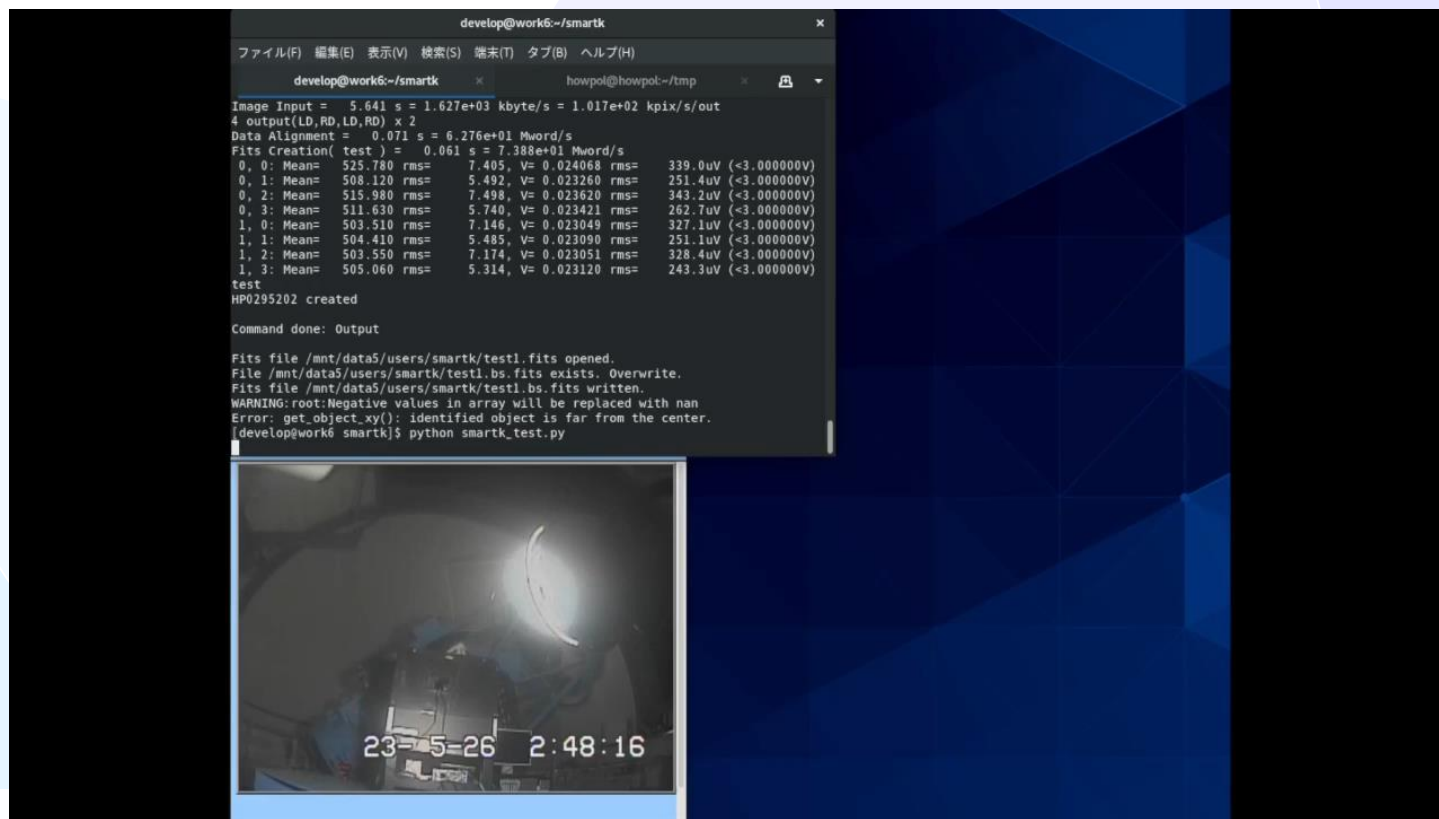 develop@work6:~/smartk ×
ファイル(F) 編集(E) 表示(V) 検索(S) 端末(T) タブ(B) ヘルプ(H)
develop@work6:~/smartk × howpol@howpol:~/tmp ×
Image Input = 5.641 s = 1.627e+03 kbyte/s = 1.017e+02 kpix/s/out
4 output(LD,RD,LD,RD) x 2
Data Alignment = 0.071 s = 6.276e+01 Mword/s
Fits Creation( test ) = 0.061 s = 7.388e+01 Mword/s
0, 0: Mean= 525.780 rms= 7.405, V= 0.024068 rms= 339.0uV (<3.000000V)
0, 1: Mean= 508.120 rms= 5.492, V= 0.023260 rms= 251.4uV (<3.000000V)
0, 2: Mean= 515.980 rms= 7.498, V= 0.023620 rms= 343.2uV (<3.000000V)
0, 3: Mean= 511.630 rms= 5.740, V= 0.023421 rms= 262.7uV (<3.000000V)
1, 0: Mean= 503.510 rms= 7.146, V= 0.023049 rms= 327.1uV (<3.000000V)
1, 1: Mean= 504.410 rms= 5.485, V= 0.023090 rms= 251.1uV (<3.000000V)
1, 2: Mean= 503.550 rms= 7.174, V= 0.023051 rms= 328.4uV (<3.000000V)
1, 3: Mean= 505.060 rms= 5.314, V= 0.023120 rms= 243.3uV (<3.000000V)
test
HP0295202 created
Command done: Output
Fits file /mnt/data5/users/smartk/test1.fits opened.
File /mnt/data5/users/smartk/test1.bs.fits exists. Overwrite.
Fits file /mnt/data5/users/smartk/test1.bs.fits written.
WARNING:root:Negative values in array will be replaced with nan
Error: get_object_xy(): identified object is far from the center.
[develop@work6 smartk]$ python smartk_test.py
23- 5-26 2:48:16